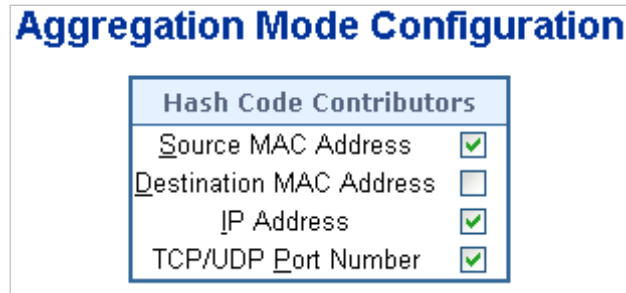 Aggregation Mode Configuration
Hash Code Contributors
Source MAC Address
Destination MAC Address
IP Address
TCP/UDP Port Number